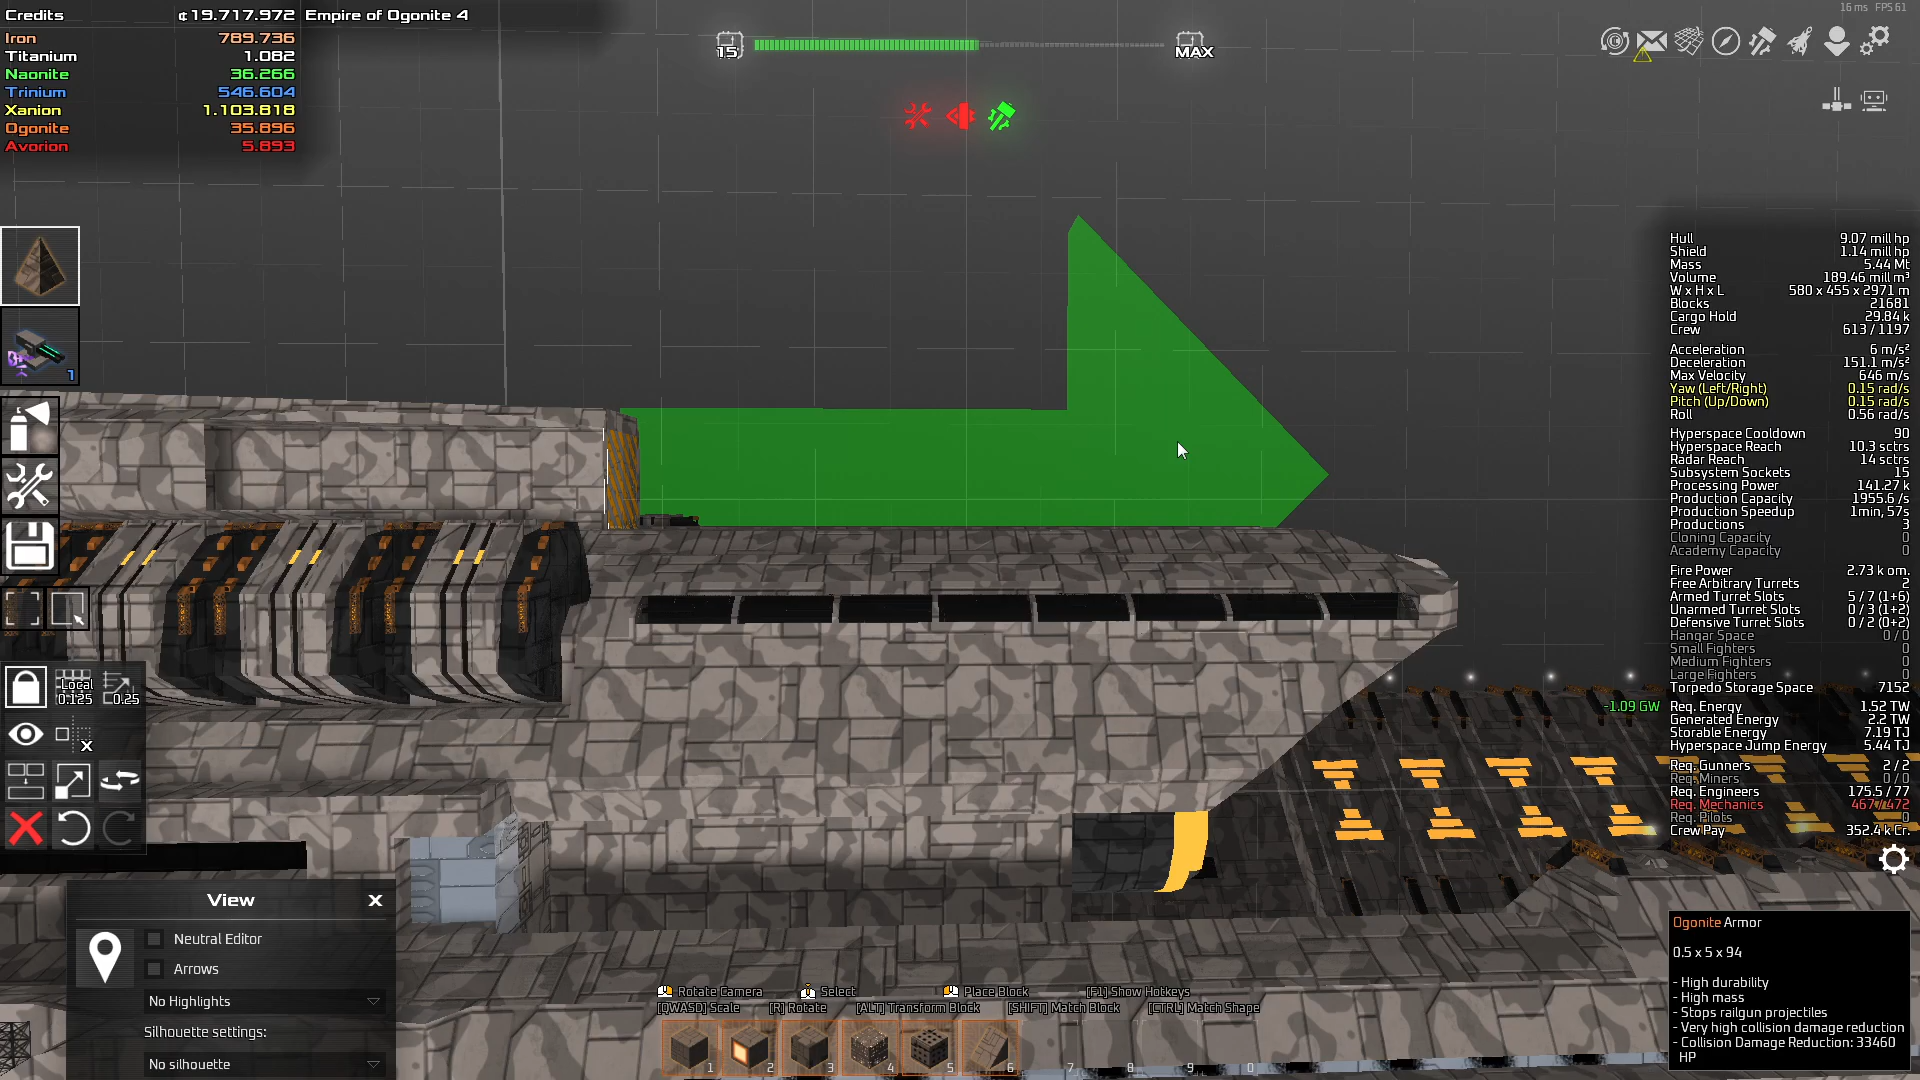 Credits ¢19.717.972 Empire of Ogonite 4
Iron 789.736
Titanium 1.082
Naonite 36.266
Trinium 546.604
Xanion 1.103.818
Ogonite 35.896
Avorion 5.893
15
MAX
16 ms FPS 61
1
Local
0.125
0.25
X
View
X
Neutral Editor
Arrows
No Highlights
Silhouette settings:
No silhouette
Hull 9.07 mill hp
Shield 1.14 mill hp
Mass 5.44 Mt
Volume 189.46 mill m³
W x H x L 580 x 455 x 2971 m
Blocks 21681
Cargo Hold 29.84 k
Crew 613 / 1197
Acceleration 6 m/s²
Deceleration 151.1 m/s²
Max Velocity 646 m/s
Yaw (Left/Right) 0.15 rad/s
Pitch (Up/Down) 0.15 rad/s
Roll 0.56 rad/s
Hyperspace Cooldown 90
Hyperspace Reach 10.3 sctrs
Radar Reach 14 sctrs
Subsystem Sockets 15
Processing Power 141.27 k
Production Capacity 1955.6 /s
Production Speedup 1min, 57s
Productions 3
Cloning Capacity 0
Academy Capacity 0
Fire Power 2.73 k om.
Free Arbitrary Turrets 2
Armed Turret Slots 5 / 7 (1+6)
Unarmed Turret Slots 0 / 3 (1+2)
Defensive Turret Slots 0 / 2 (0+2)
Hangar Space 0 / 0
Small Fighters 0
Medium Fighters 0
Large Fighters 0
Torpedo Storage Space 7152
-1.09 GW
Req. Energy 1.52 TW
Generated Energy 2.2 TW
Storable Energy 7.19 TJ
Hyperspace Jump Energy 5.44 TJ
Req. Gunners 2 / 2
Req. Miners 0 / 0
Req. Engineers 175.5 / 77
Req. Mechanics 467 / 472
Req. Pilots 0
Crew Pay 352.4 k Cr.
Ogonite Armor
0.5 x 5 x 94
- High durability
- High mass
- Stops railgun projectiles
- Very high collision damage reduction
- Collision Damage Reduction: 33460
HP
Rotate Camera Select Place Block [F1] Show Hotkeys
[QWASD] Scale [R] Rotate [ALT] Transform Block [SHIFT] Match Block [CTRL] Match Shape
1 2 3 4 5 6 7 8 9 0